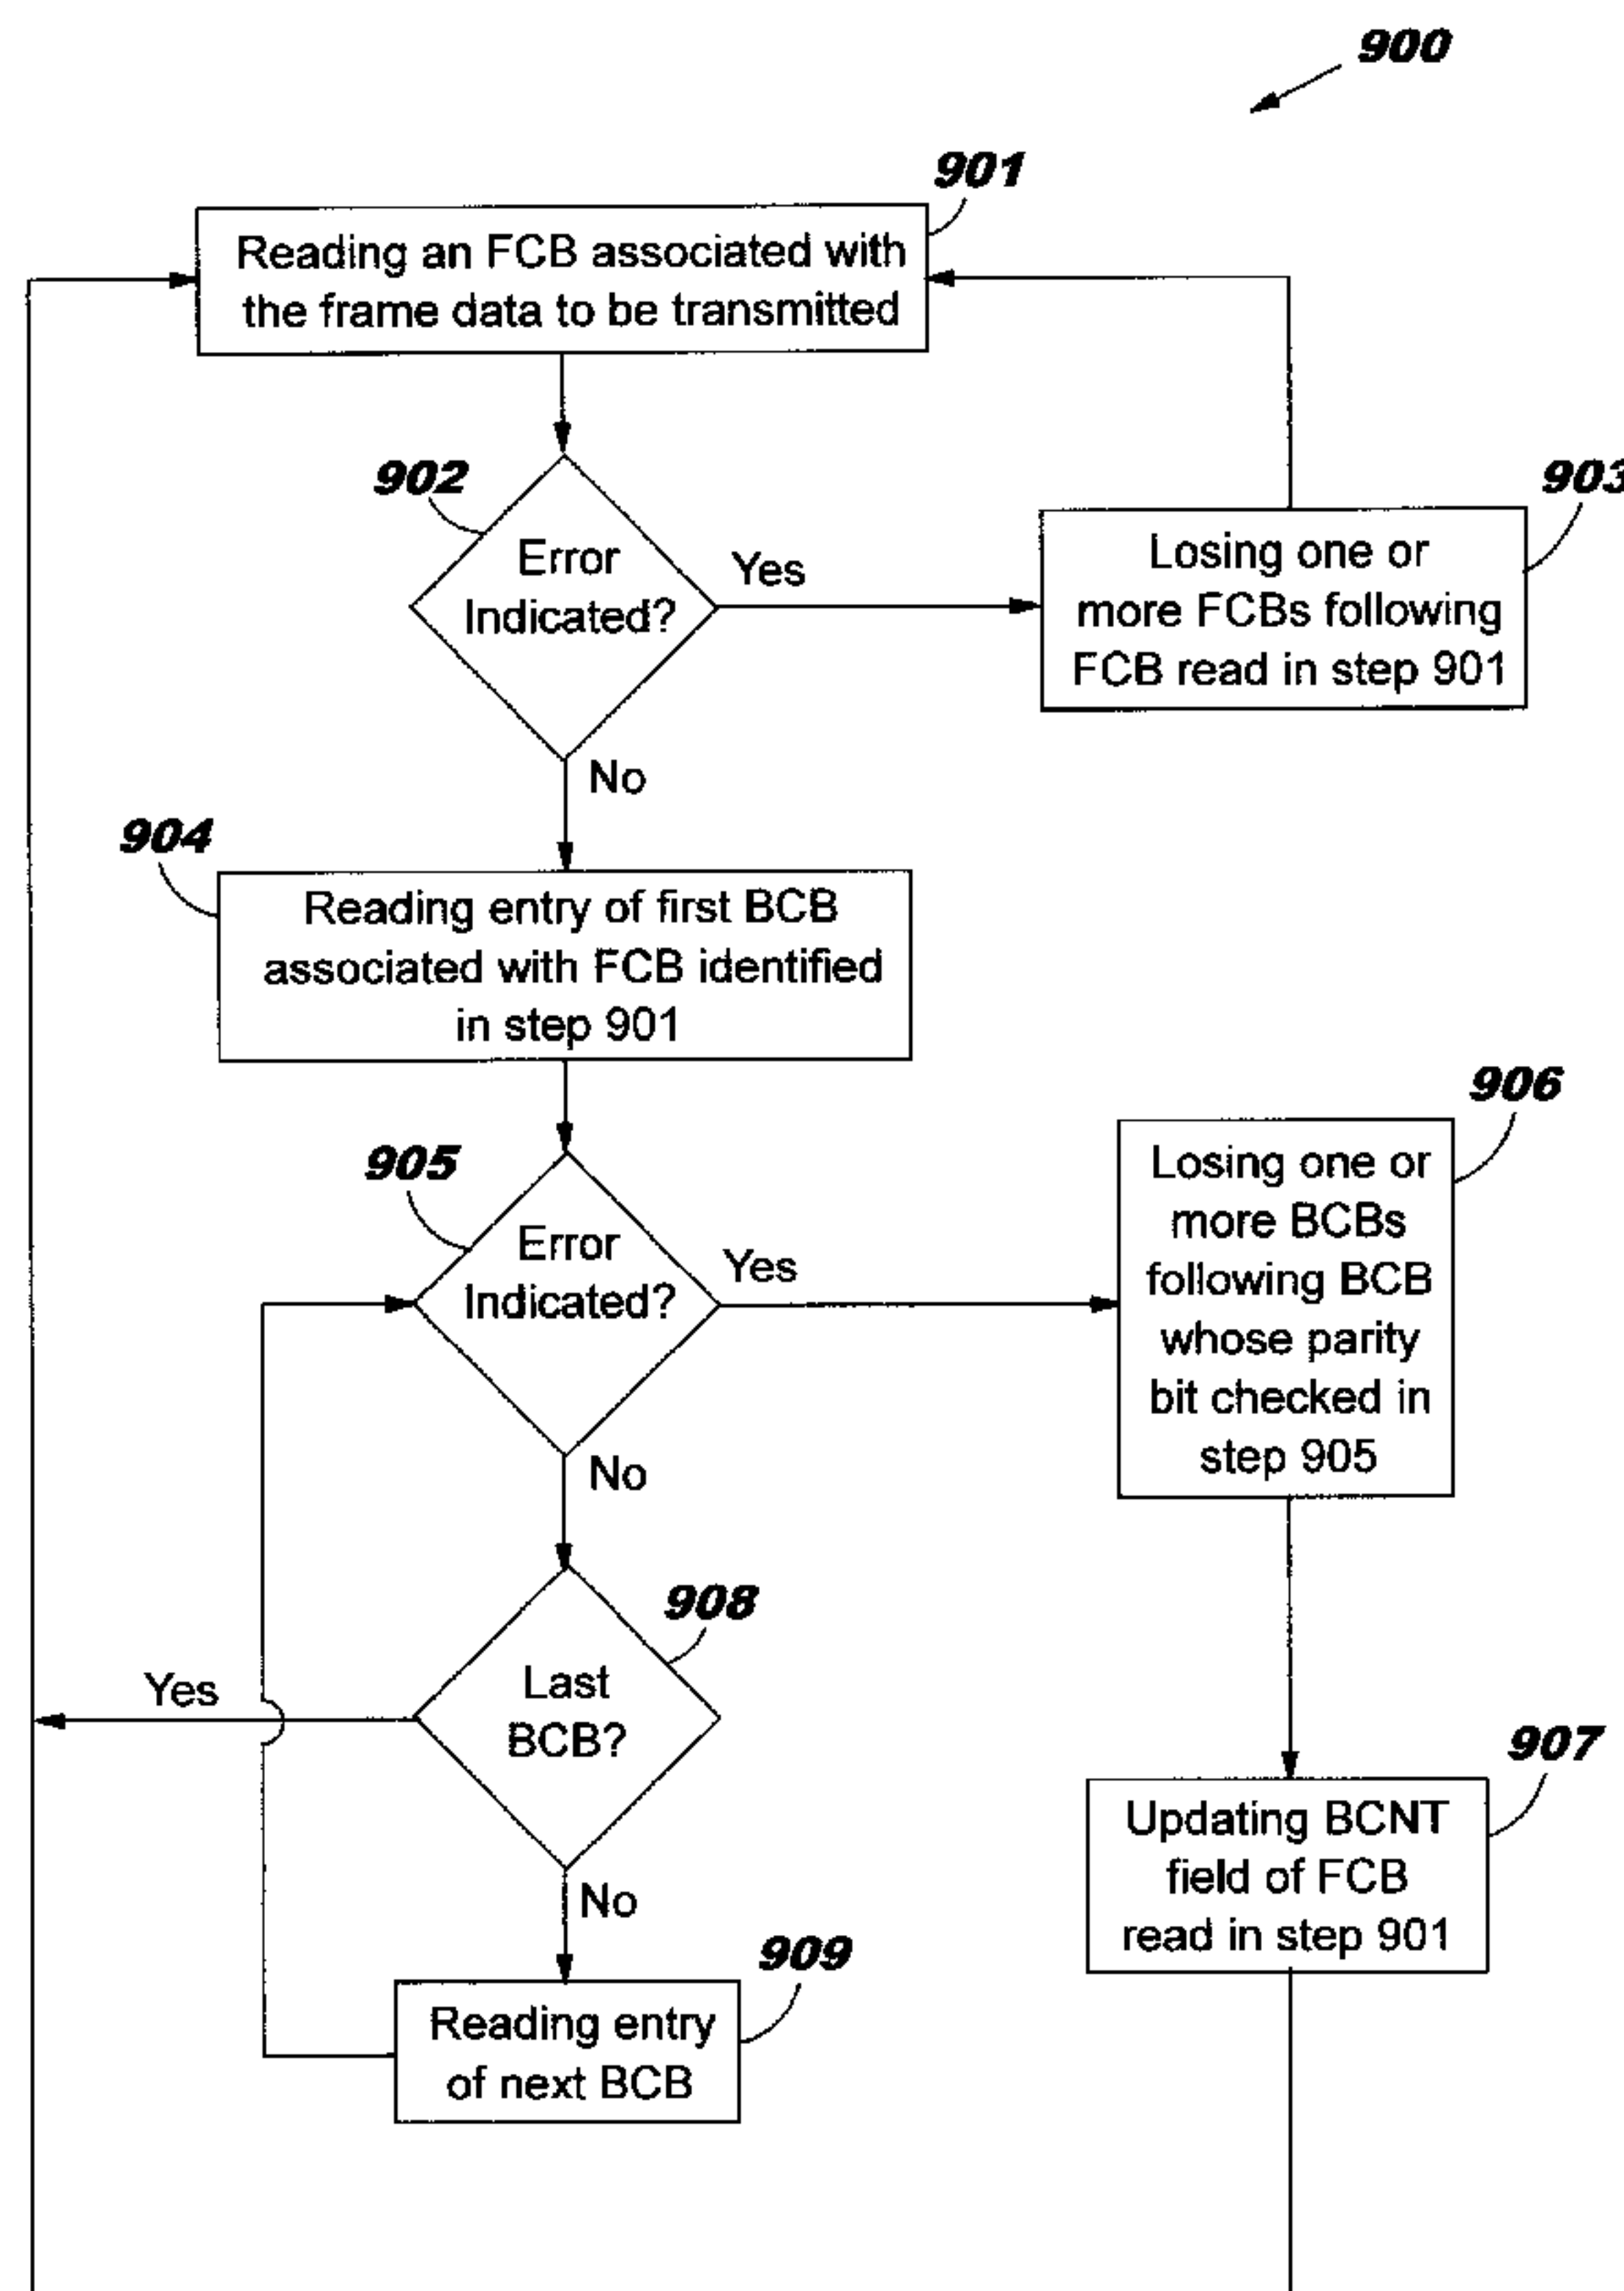 900
901
Reading an FCB associated with
the frame data to be transmitted
902
Error
Indicated?
Yes
903
Losing one or
more FCBs following
FCB read in step 901
No
904
Reading entry of first BCB
associated with FCB identified
in step 901
905
Error
Indicated?
Yes
906
Losing one or
more BCBs
following BCB
whose parity
bit checked in
step 905
No
908
Last
BCB?
Yes
907
Updating BCNT
field of FCB
read in step 901
No
909
Reading entry
of next BCB